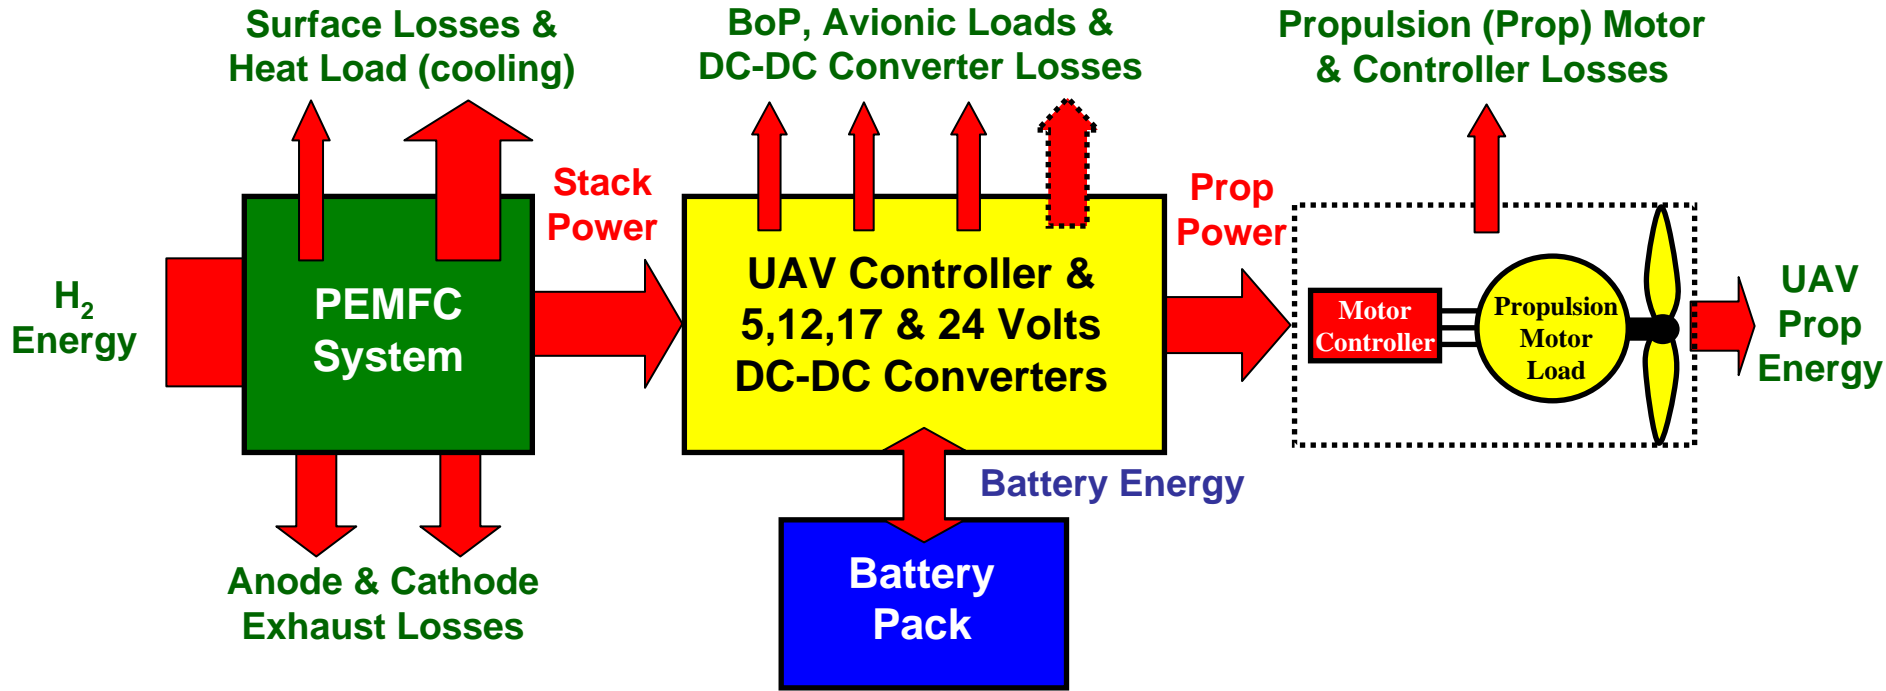 Surface Losses &
Heat Load (cooling)
BoP, Avionic Loads &
DC-DC Converter Losses
Propulsion (Prop) Motor
& Controller Losses
Stack
Power
Prop
Power
H₂
Energy
PEMFC
System
UAV Controller &
5,12,17 & 24 Volts
DC-DC Converters
Motor
Controller
Propulsion
Motor
Load
UAV
Prop
Energy
Battery Energy
Anode & Cathode
Exhaust Losses
Battery
Pack